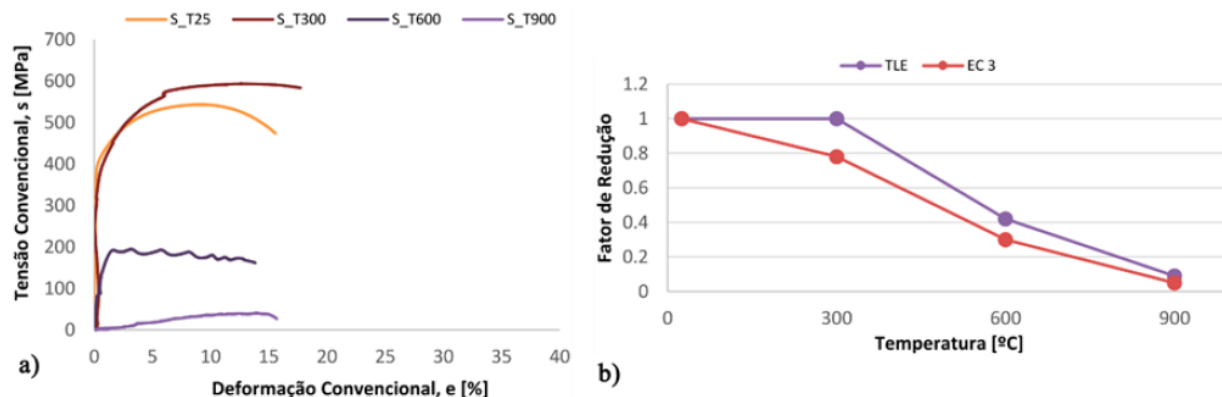 S_T25 S_T300 S_T600 S_T900
Tensão Convencional, s [MPa]
700
600
500
400
300
200
100
0
0 5 10 15 20 25 30 35 40
Deformação Convencional, e [%]
a)
TLE EC 3
Fator de Redução
1.2
1
0.8
0.6
0.4
0.2
0
0 300 600 900
Temperatura [ºC]
b)